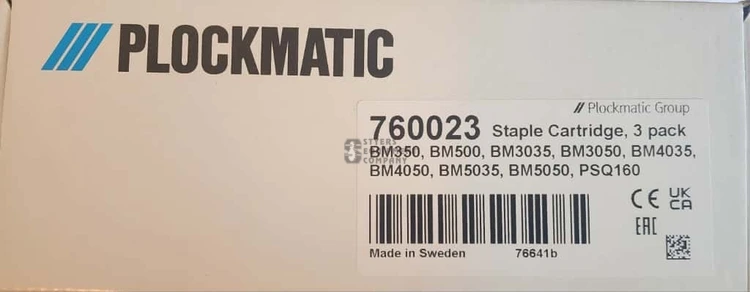 PLOCKMATIC
Plockmatic Group
760023 Staple Cartridge, 3 pack
BM350, BM500, BM3035, BM3050, BM4035,
BM4050, BM5035, BM5050, PSQ160
CE UK CA
EAC
Made in Sweden 76641b
COMPANY